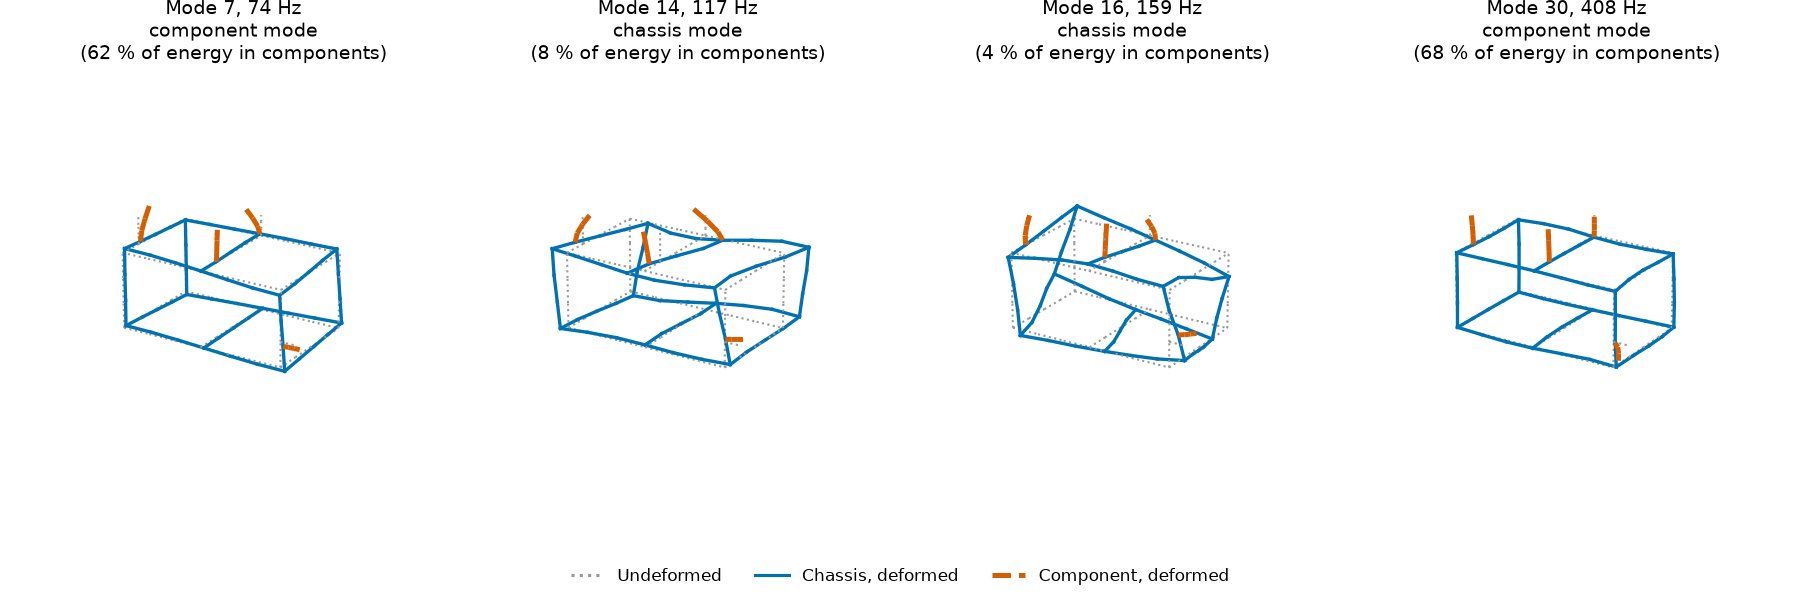 Mode 7, 74 Hz
component mode
(62 % of energy in components)
Mode 14, 117 Hz
chassis mode
(8 % of energy in components)
Mode 16, 159 Hz
chassis mode
(4 % of energy in components)
Mode 30, 408 Hz
component mode
(68 % of energy in components)
Undeformed
Chassis, deformed
Component, deformed